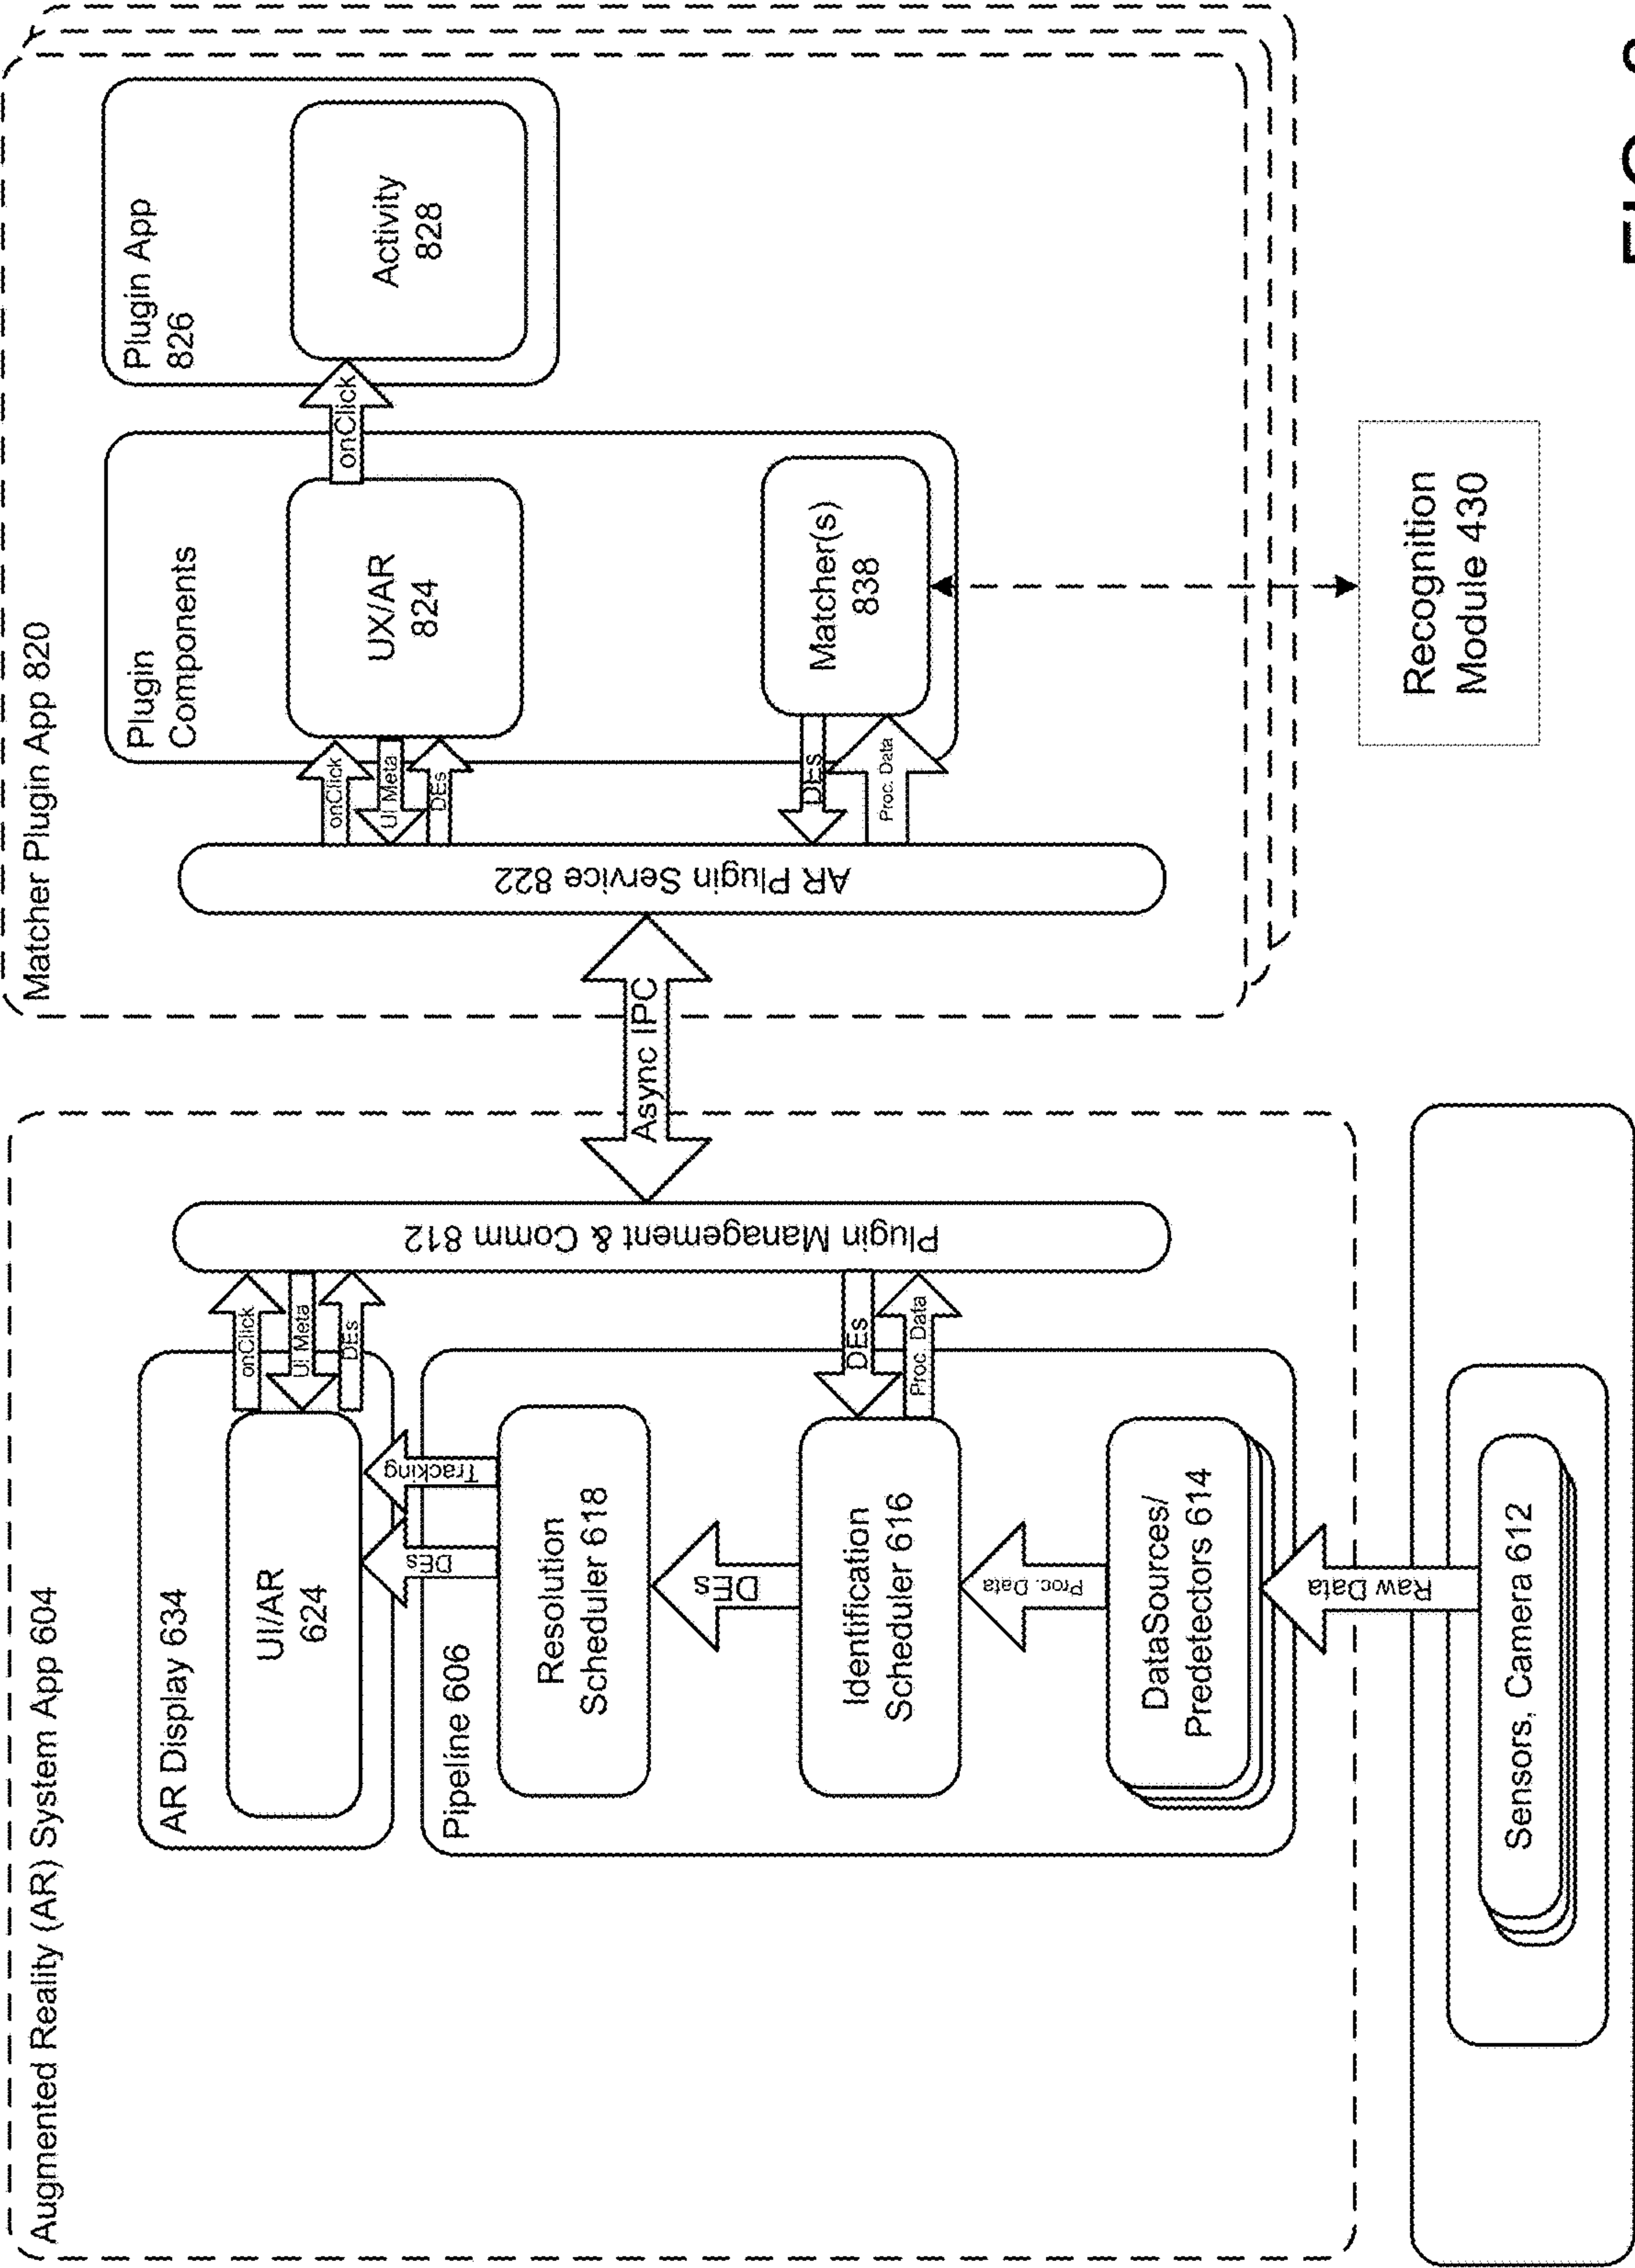 Augmented Reality (AR) System App 604
AR Display 634
UI/AR
624
onClick
UI Meta
DEs
DEs
Tracking
Pipeline 606
Resolution
Scheduler 618
DEs
Identification
Scheduler 616
DEs
Proc. Data
Proc. Data
DataSources/
Predetectors 614
Raw Data
Sensors, Camera 612
Plugin Management & Comm 812
Async IPC
Matcher Plugin App 820
AR Plugin Service 822
onClick
UI Meta
DEs
DEs
Proc. Data
Plugin
Components
UX/AR
824
Matcher(s)
838
onClick
Plugin App
826
Activity
828
Recognition
Module 430